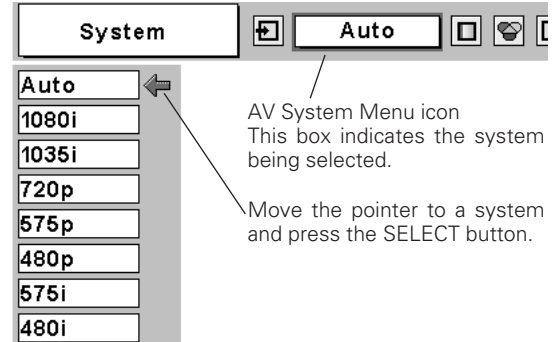 System
Auto
Auto
1080i
1035i
720p
575p
480p
575i
480i
AV System Menu icon
This box indicates the system
being selected.
Move the pointer to a system
and press the SELECT button.